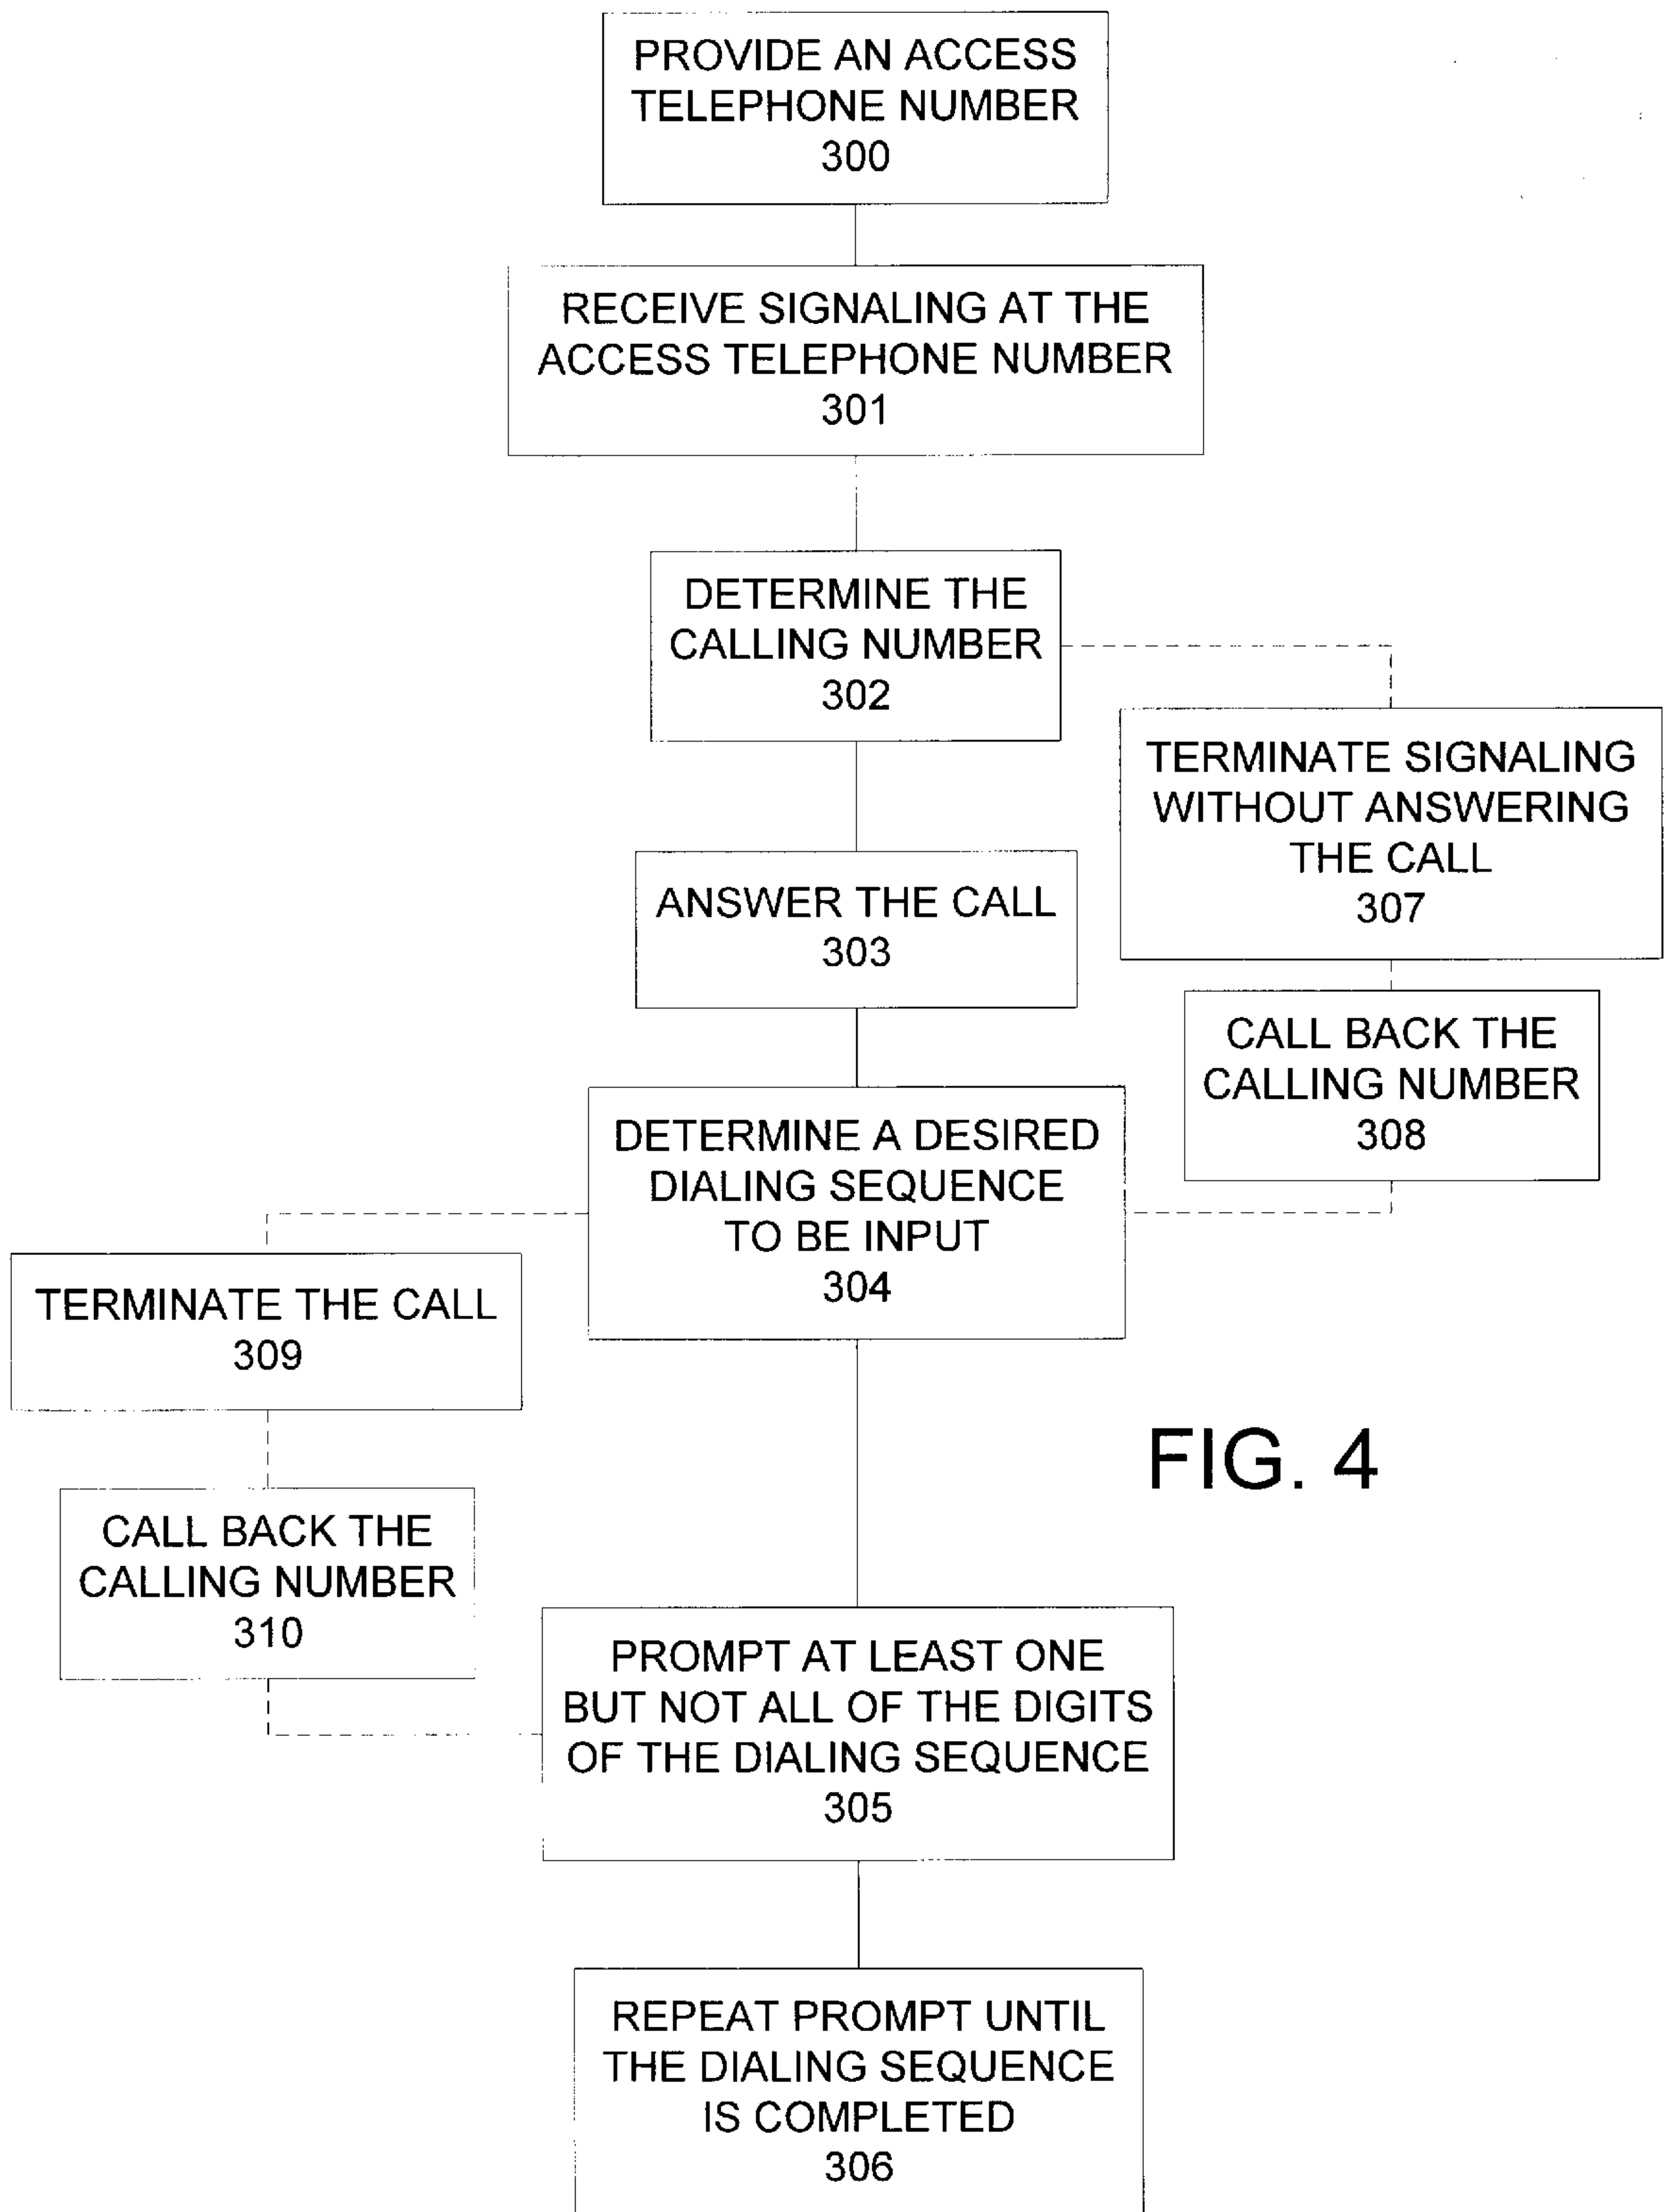 PROVIDE AN ACCESS
TELEPHONE NUMBER
300
RECEIVE SIGNALING AT THE
ACCESS TELEPHONE NUMBER
301
DETERMINE THE
CALLING NUMBER
302
TERMINATE SIGNALING
WITHOUT ANSWERING
THE CALL
307
ANSWER THE CALL
303
CALL BACK THE
CALLING NUMBER
308
DETERMINE A DESIRED
DIALING SEQUENCE
TO BE INPUT
304
TERMINATE THE CALL
309
FIG. 4
CALL BACK THE
CALLING NUMBER
310
PROMPT AT LEAST ONE
BUT NOT ALL OF THE DIGITS
OF THE DIALING SEQUENCE
305
REPEAT PROMPT UNTIL
THE DIALING SEQUENCE
IS COMPLETED
306